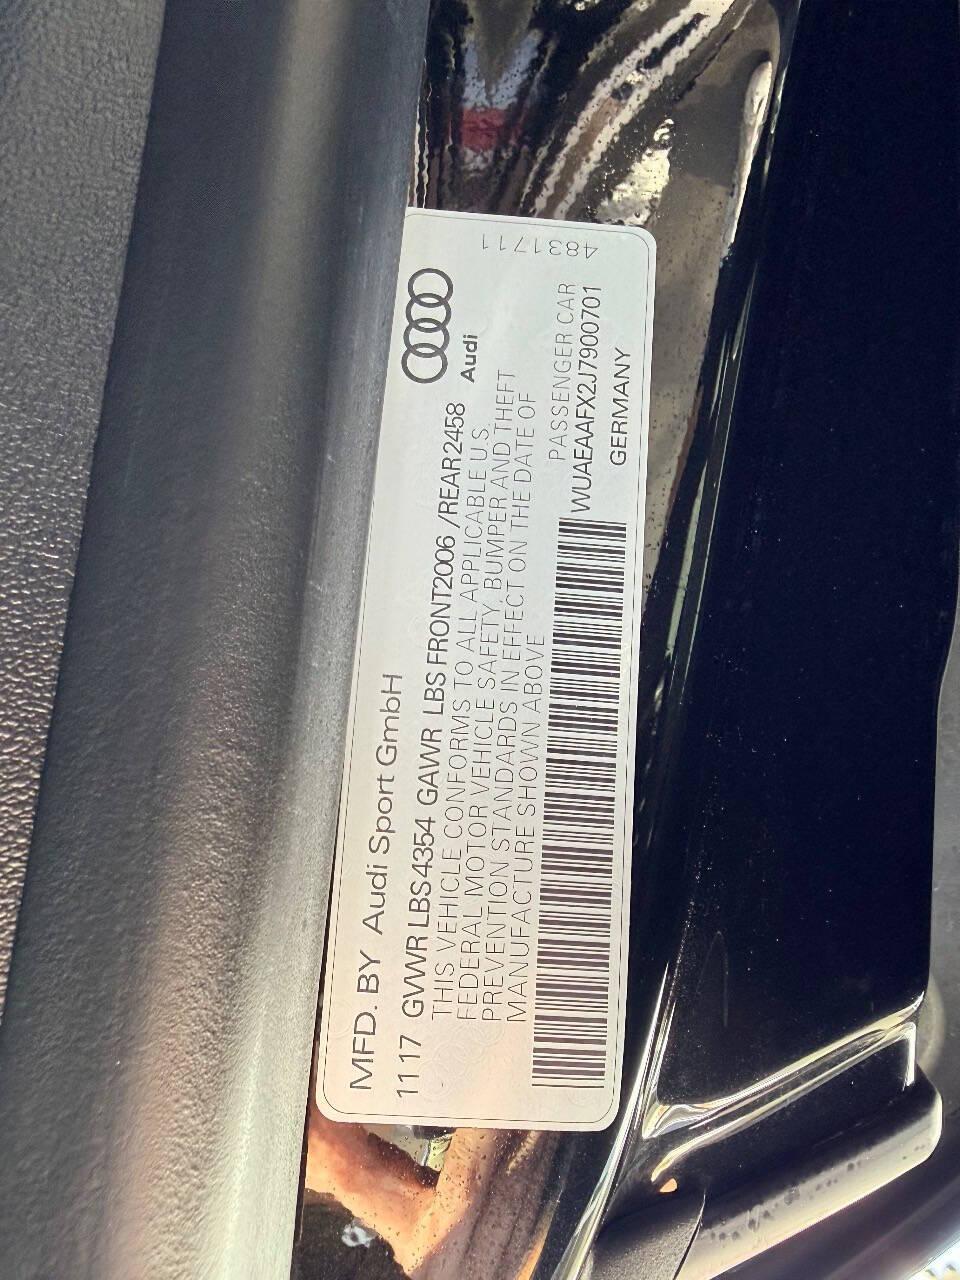 MFD. BY Audi Sport GmbH
Audi
11 17 GVWR LBS 4354 GAWR LBS FRONT2006 /REAR2458
THIS VEHICLE CONFORMS TO ALL APPLICABLE U.S.
FEDERAL MOTOR VEHICLE SAFETY, BUMPER AND THEFT
PREVENTION STANDARDS IN EFFECT ON THE DATE OF
MANUFACTURE SHOWN ABOVE
PASSENGER CAR
WUAEAAFX2J7900701
GERMANY
4831711